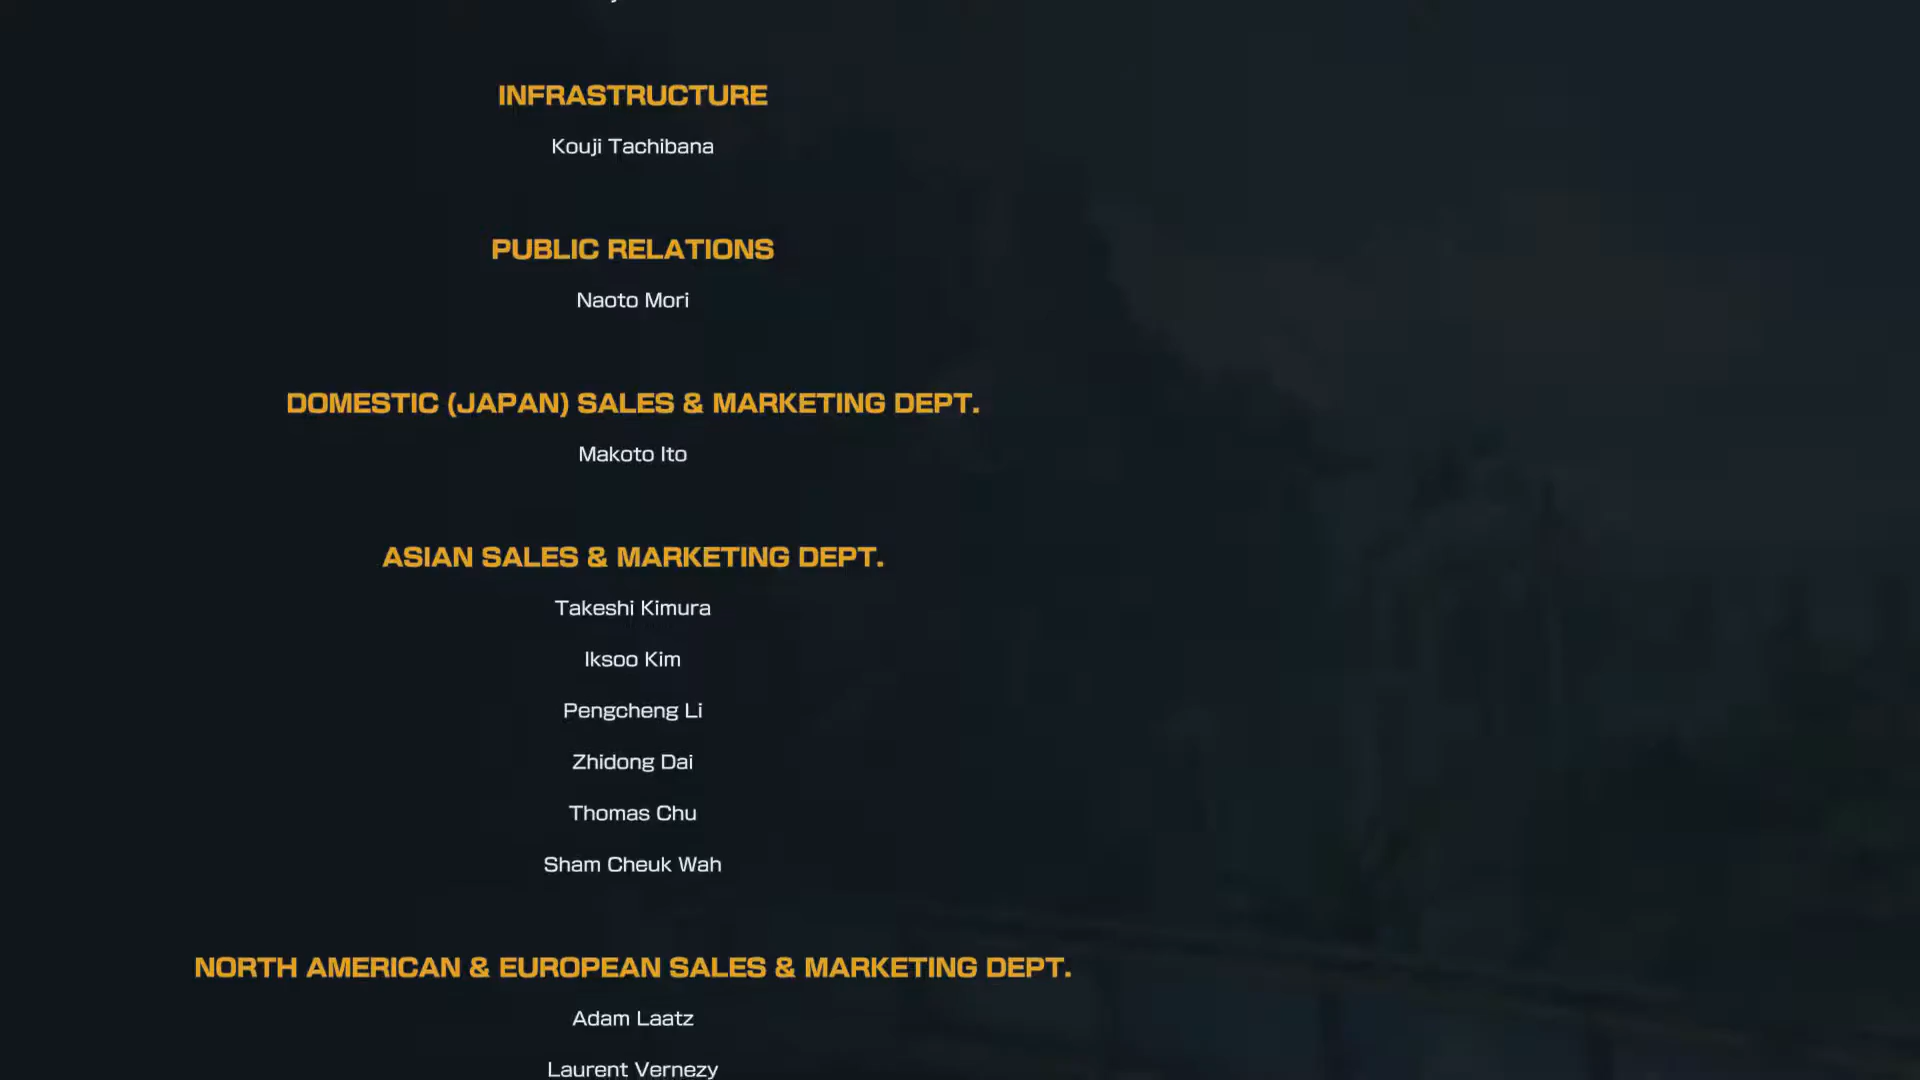 INFRASTRUCTURE
Kouji Tachibana
PUBLIC RELATIONS
Naoto Mori
DOMESTIC (JAPAN) SALES & MARKETING DEPT.
Makoto Ito
ASIAN SALES & MARKETING DEPT.
Takeshi Kimura
Iksoo Kim
Pengcheng Li
Zhidong Dai
Thomas Chu
Sham Cheuk Wah
NORTH AMERICAN & EUROPEAN SALES & MARKETING DEPT.
Adam Laatz
Laurent Vernezy